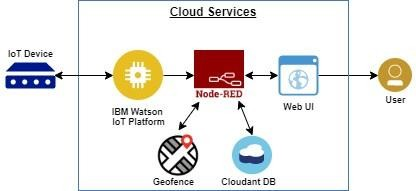 Cloud Services
IoT Device
IBM Watson
IoT Platform
Node-RED
Web UI
User
Geofence
Cloudant DB